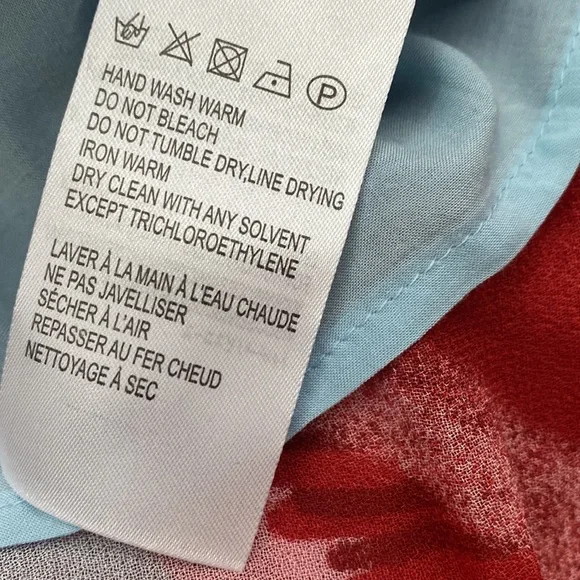 P
HAND WASH WARM
DO NOT BLEACH
DO NOT TUMBLE DRY,LINE DRYING
IRON WARM
DRY CLEAN WITH ANY SOLVENT
EXCEPT TRICHLOROETHYLENE
LAVER À LA MAIN À L'EAU CHAUDE
NE PAS JAVELLISER
SÉCHER À L'AIR
REPASSER AU FER CHEUD
NETTOYAGE À SEC